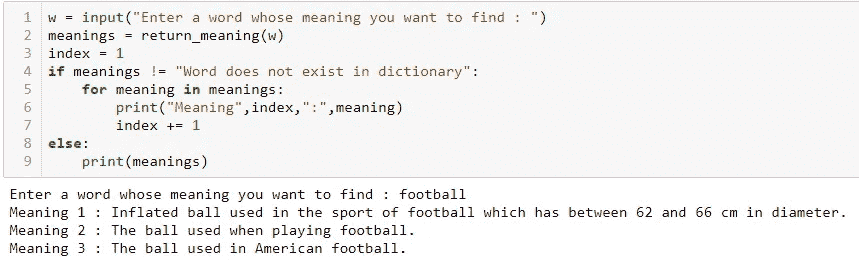 1 w = input("Enter a word whose meaning you want to find : ")
2 meanings = return_meaning(w)
3 index = 1
4 if meanings != "Word does not exist in dictionary":
5     for meaning in meanings:
6         print("Meaning",index,":",meaning)
7         index += 1
8 else:
9     print(meanings)
Enter a word whose meaning you want to find : football
Meaning 1 : Inflated ball used in the sport of football which has between 62 and 66 cm in diameter.
Meaning 2 : The ball used when playing football.
Meaning 3 : The ball used in American football.